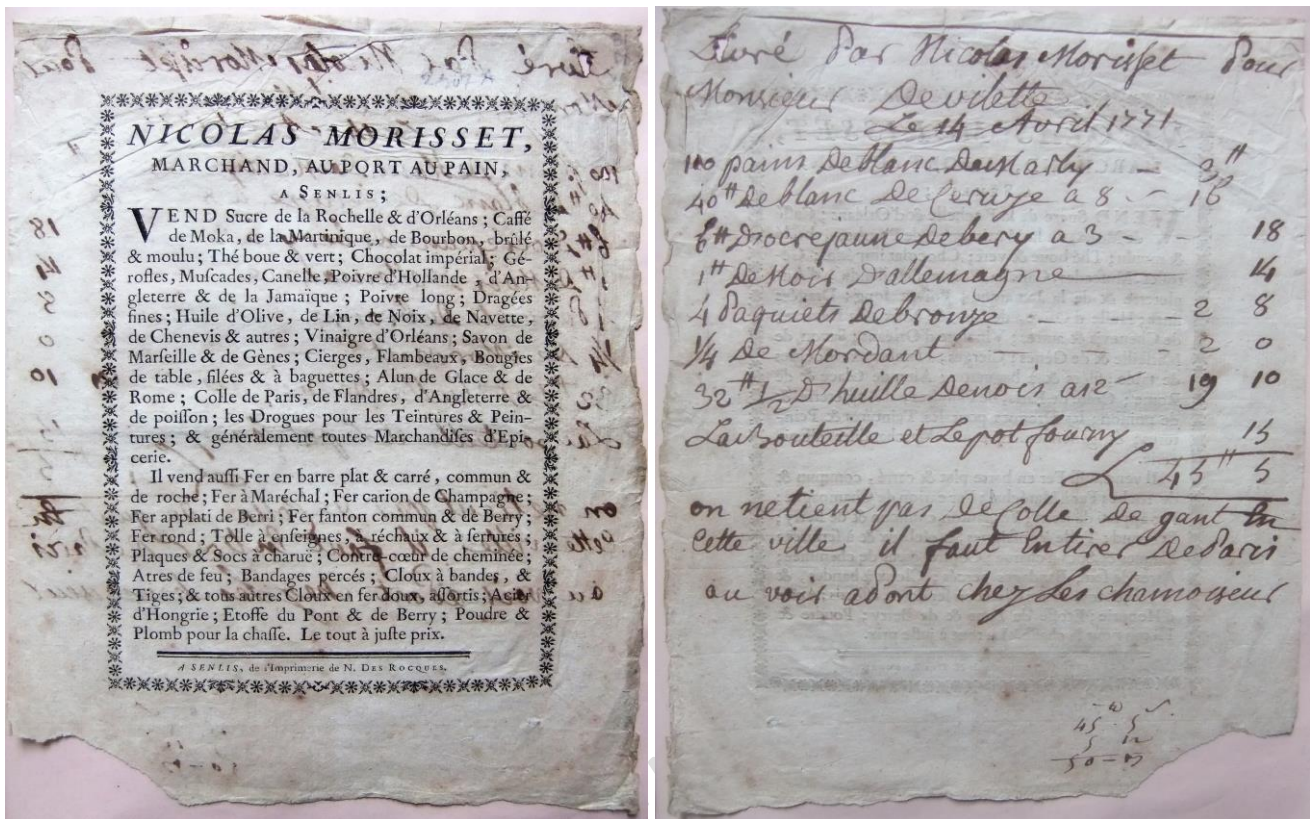 NICOLAS MORISSET,
MARCHAND, AU PORT AU PAIN,
A SENLIS;
VEND Sucre de la Rochelle & d'Orléans; Caffé
de Moka, de la Martinique, de Bourbon, brûlé
& moulu; Thé boue & vert; Chocolat impérial; Gé-
rofles, Muscades, Canelle, Poivre d'Hollande, d'An-
gleterre & de la Jamaïque; Poivre long; Dragées
fines; Huile d'Olive, de Lin, de Noix, de Navette,
de Chenevis & autres; Vinaigre d'Orléans; Savon de
Marseille & de Gènes; Cierges, Flambeaux, Bougies
de table, filées & à baguettes; Alun de Glace & de
Rome; Colle de Paris, de Flandres, d'Angleterre &
de poisson; les Drogues pour les Teintures & Pein-
tures; & généralement toutes Marchandises d'Epi-
cerie.
Il vend aussi Fer en barre plat & carré, commun &
de roche; Fer à Maréchal; Fer carion de Champagne;
Fer applati de Berri; Fer fanton commun & de Berry;
Fer rond; Tolle à enseignes, à réchaux & à serrures;
Plaques & Socs à charue; Contre-cœur de cheminée;
Atres de feu; Bandages percés; Cloux à bandes, &
Tiges; & tous autres Cloux en fer doux, assortis; Acier
d'Hongrie; Etoffe du Pont & de Berry; Poudre &
Plomb pour la chasse. Le tout à juste prix.
A SENLIS, de l'Imprimerie de N. DES ROCQUES.
Livré Par Nicolas Morisset Pour
Monsieur Devilette
Le 14 Avril 1771
100 pains De blanc De Marly - 3#
40# De blanc De Ceruze a 8 - 16
6# D'ocre jaune De bery a 3 - - 18
1# De Noir D'allemagne 14
4 Paquiets De bronze - - - 2 8
1/4 De Mordant - - - 2 0
32# 1/2 D'huille De nois a 12 - 19 10
La Bouteille et Le pot fourny 15
L 45# 5
on ne tient pas De Colle De gant En
Cette ville il faut En tirer De Paris
au voir adont chez Les chamoiseur
45 5
5
50